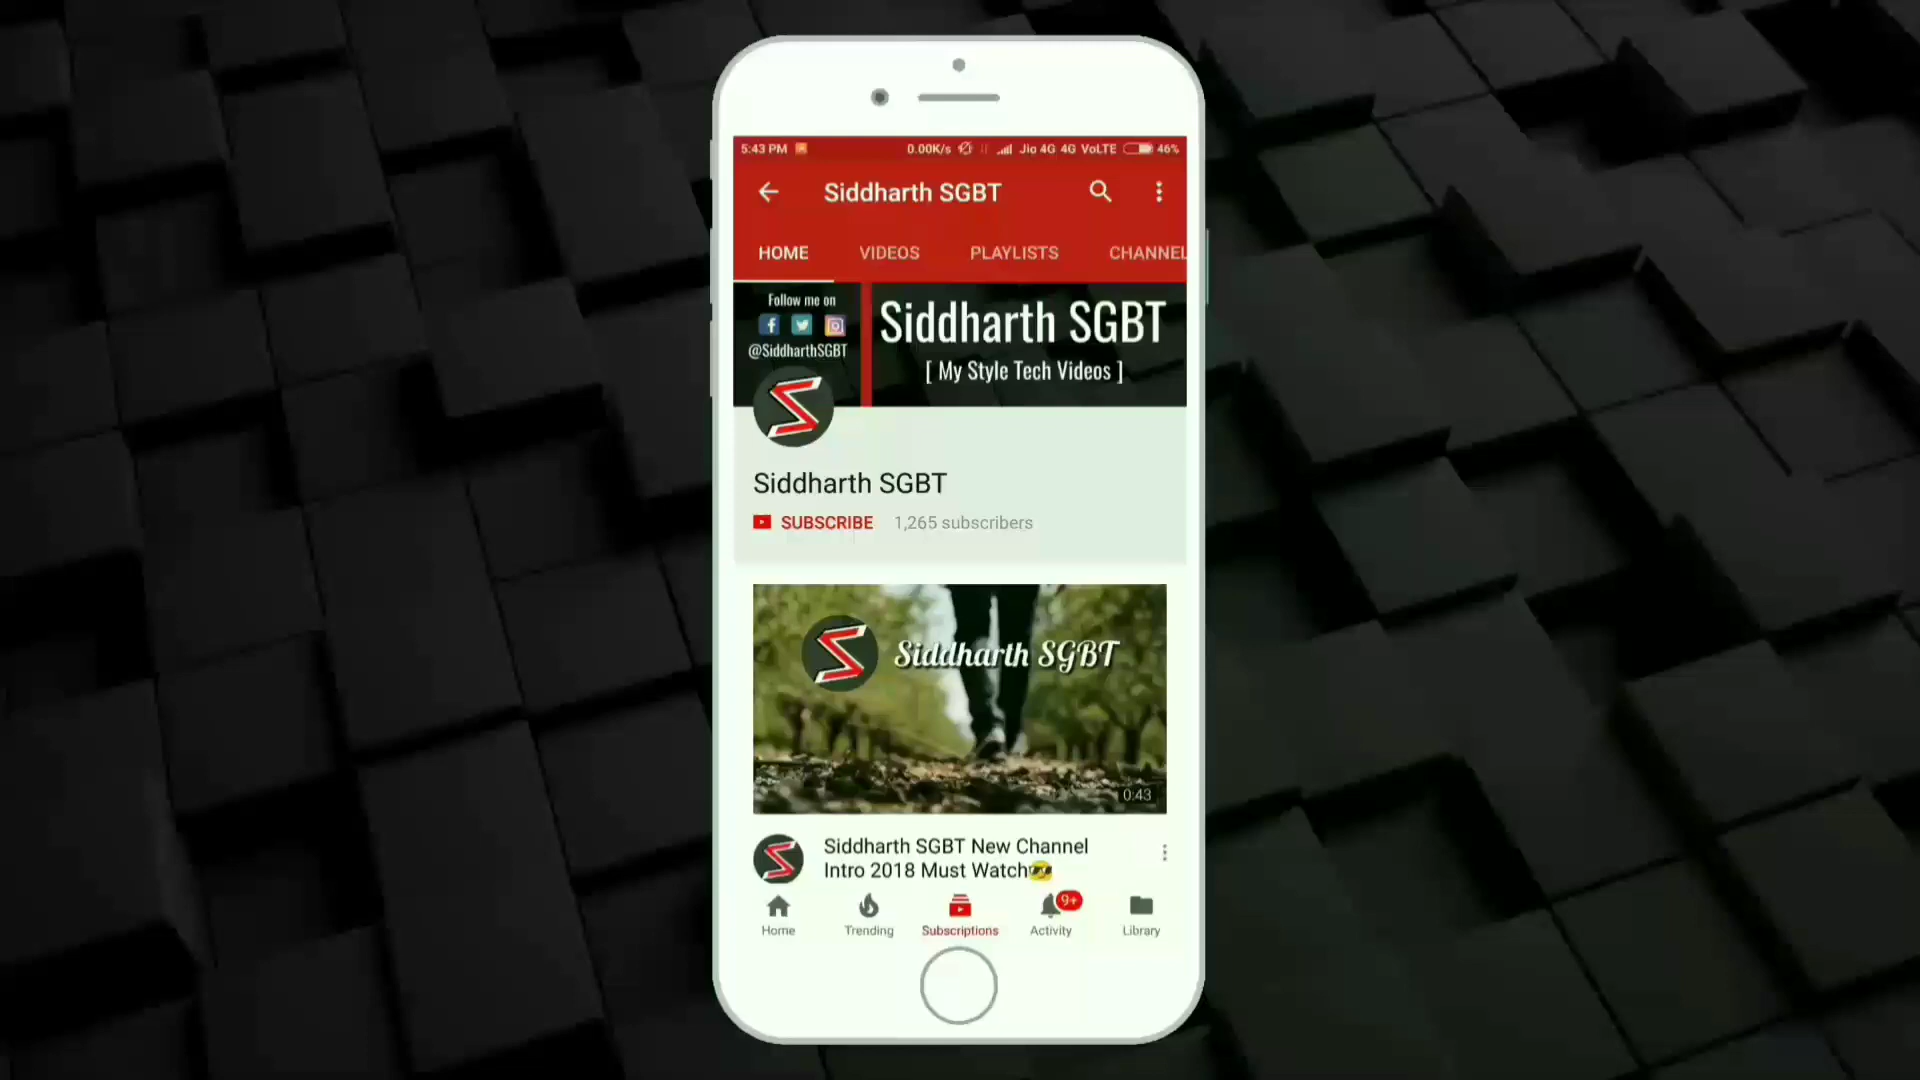 5:43 PM 0.00K/s Jio 4G 4G VoLTE 46%
Siddharth SGBT
HOME VIDEOS PLAYLISTS CHANNEL
Follow me on
@SiddharthSGBT
Siddharth SGBT
[ My Style Tech Videos ]
Siddharth SGBT
SUBSCRIBE 1,265 subscribers
Siddharth SGBT
0:43
Siddharth SGBT New Channel
Intro 2018 Must Watch😎
9+
Home Trending Subscriptions Activity Library